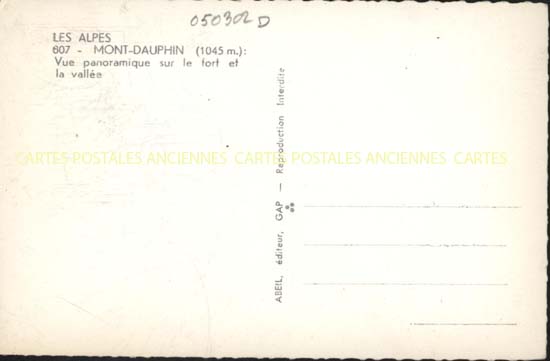 050302D
LES ALPES
607 - MONT-DAUPHIN (1045 m.):
Vue panoramique sur le fort et
la vallée
CARTES POSTALES ANCIENNES CARTES POSTALES ANCIENNES CARTES
ABEIL, éditeur, GAP — Reproduction Interdite